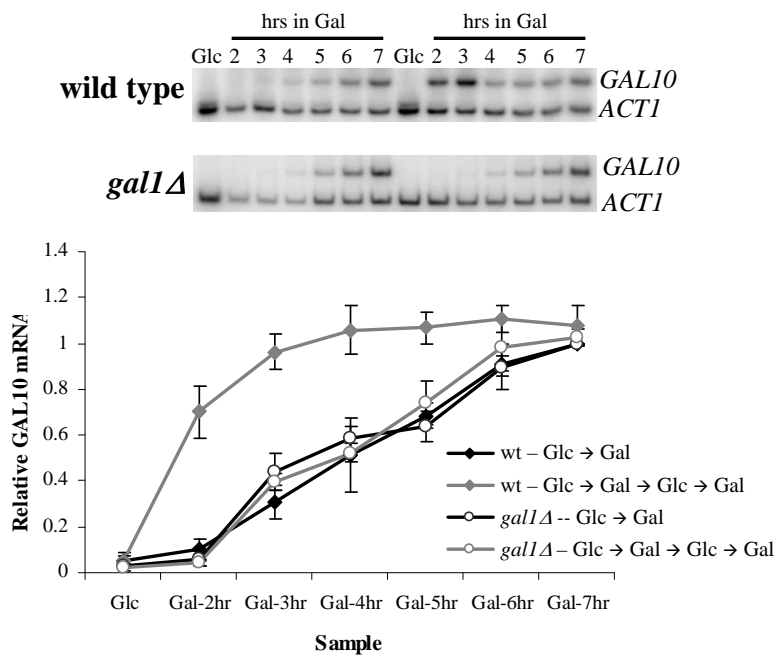 hrs in Gal hrs in Gal
Glc 2 3 4 5 6 7 Glc 2 3 4 5 6 7
wild type GAL10
ACT1
gal1Δ GAL10
ACT1
1.4
1.2
1
0.8
0.6
0.4
0.2
0
Relative GAL10 mRNA
wt – Glc → Gal
wt – Glc → Gal → Glc → Gal
gal1Δ -- Glc → Gal
gal1Δ – Glc → Gal → Glc → Gal
Glc Gal-2hr Gal-3hr Gal-4hr Gal-5hr Gal-6hr Gal-7hr
Sample